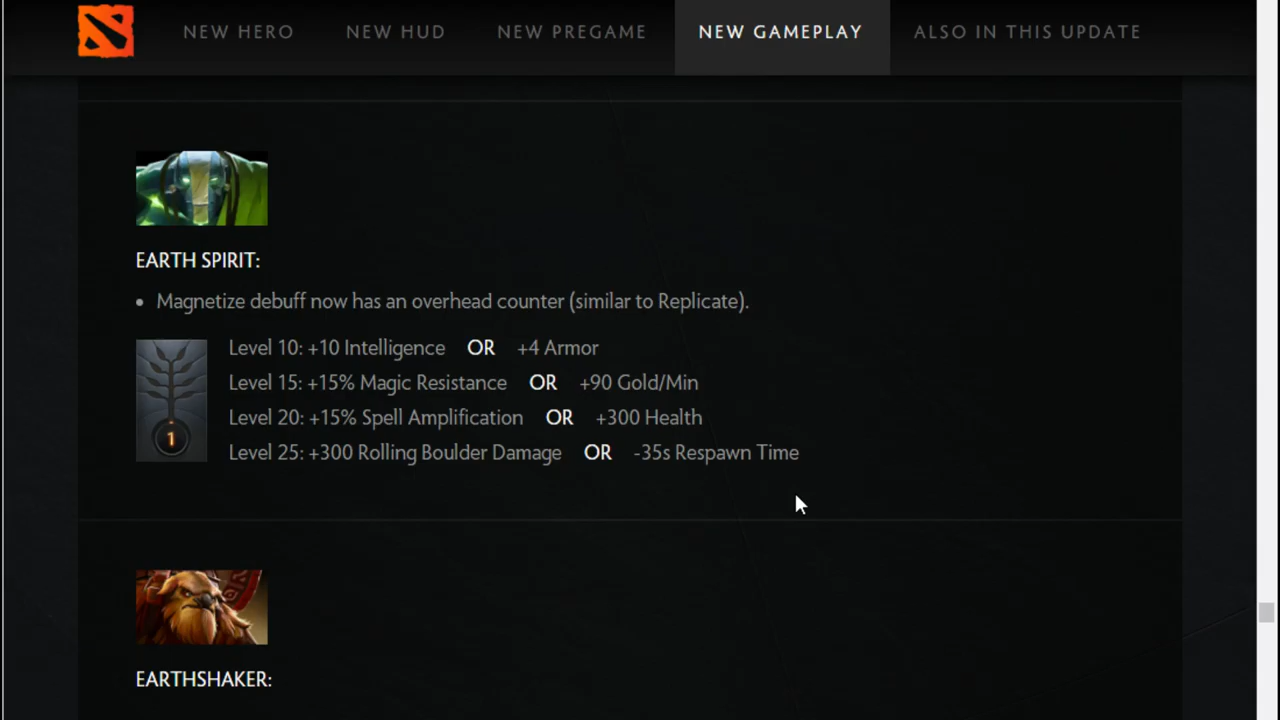 NEW HERO NEW HUD NEW PREGAME NEW GAMEPLAY ALSO IN THIS UPDATE
EARTH SPIRIT:
• Magnetize debuff now has an overhead counter (similar to Replicate).
Level 10: +10 Intelligence OR +4 Armor
Level 15: +15% Magic Resistance OR +90 Gold/Min
Level 20: +15% Spell Amplification OR +300 Health
1
Level 25: +300 Rolling Boulder Damage OR -35s Respawn Time
EARTHSHAKER: